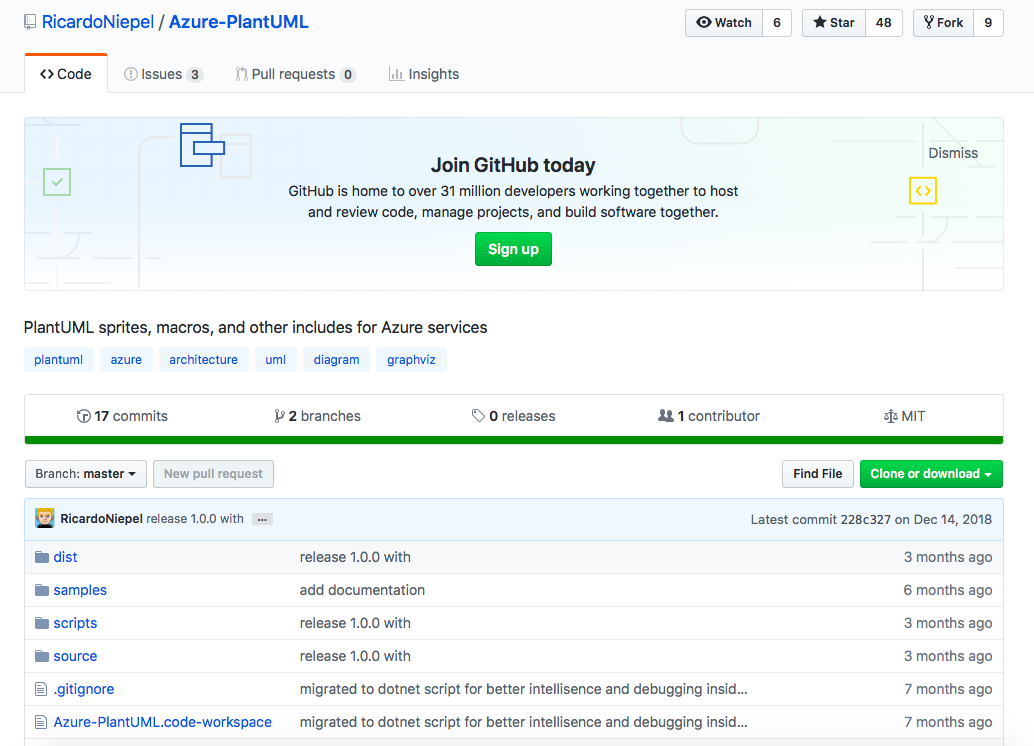 RicardoNiepel / Azure-PlantUML
Watch 6 Star 48 Fork 9
Code Issues 3 Pull requests 0 Insights
Dismiss
Join GitHub today
GitHub is home to over 31 million developers working together to host
and review code, manage projects, and build software together.
Sign up
PlantUML sprites, macros, and other includes for Azure services
plantuml azure architecture uml diagram graphviz
17 commits 2 branches 0 releases 1 contributor MIT
Branch: master New pull request Find File Clone or download
RicardoNiepel release 1.0.0 with ... Latest commit 228c327 on Dec 14, 2018
dist release 1.0.0 with 3 months ago
samples add documentation 6 months ago
scripts release 1.0.0 with 3 months ago
source release 1.0.0 with 3 months ago
.gitignore migrated to dotnet script for better intellisence and debugging insid... 7 months ago
Azure-PlantUML.code-workspace migrated to dotnet script for better intellisence and debugging insid... 7 months ago